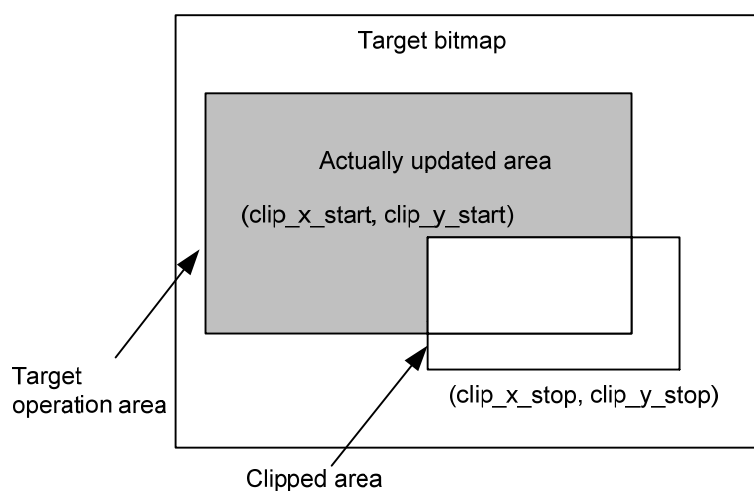 Target bitmap
Actually updated area
(clip_x_start, clip_y_start)
Target
operation area
(clip_x_stop, clip_y_stop)
Clipped area